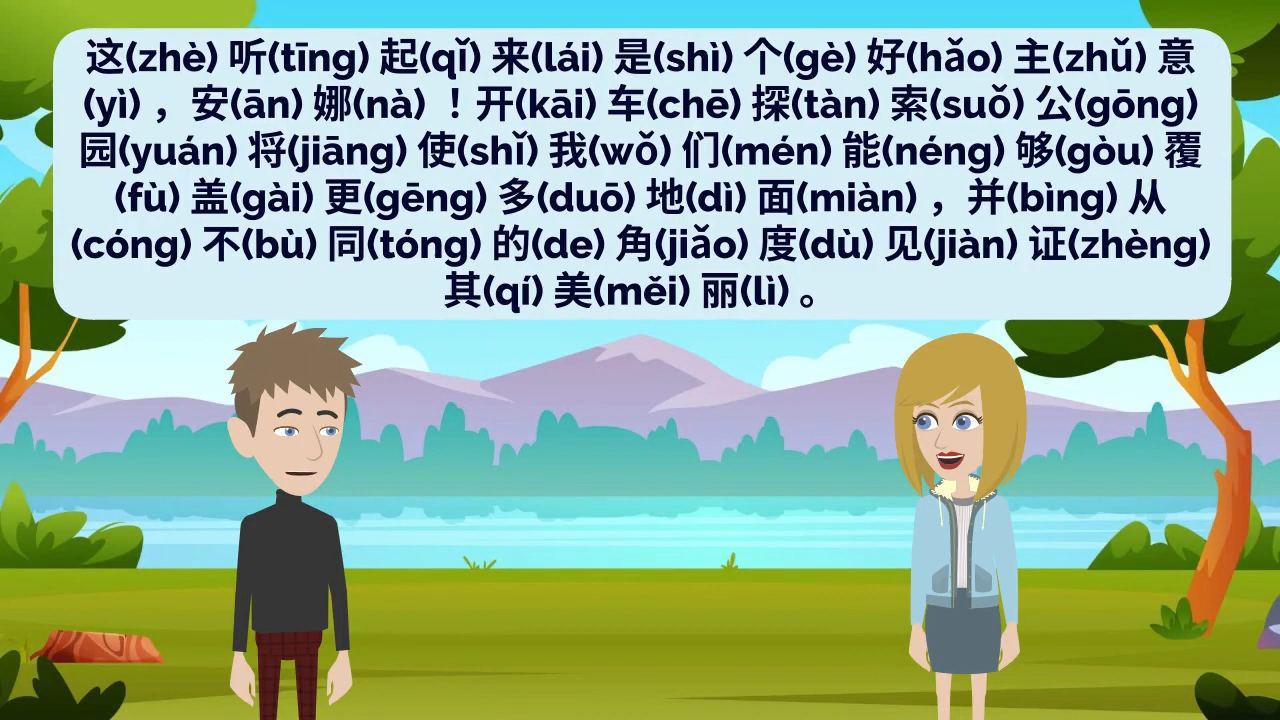 这(zhè) 听(tīng) 起(qǐ) 来(lái) 是(shì) 个(gè) 好(hǎo) 主(zhǔ) 意
(yì) ，安(ān) 娜(nà) ！开(kāi) 车(chē) 探(tàn) 索(suǒ) 公(gōng)
园(yuán) 将(jiāng) 使(shǐ) 我(wǒ) 们(mén) 能(néng) 够(gòu) 覆
(fù) 盖(gài) 更(gēng) 多(duō) 地(dì) 面(miàn) ，并(bìng) 从
(cóng) 不(bù) 同(tóng) 的(de) 角(jiǎo) 度(dù) 见(jiàn) 证(zhèng)
其(qí) 美(měi) 丽(lì) 。